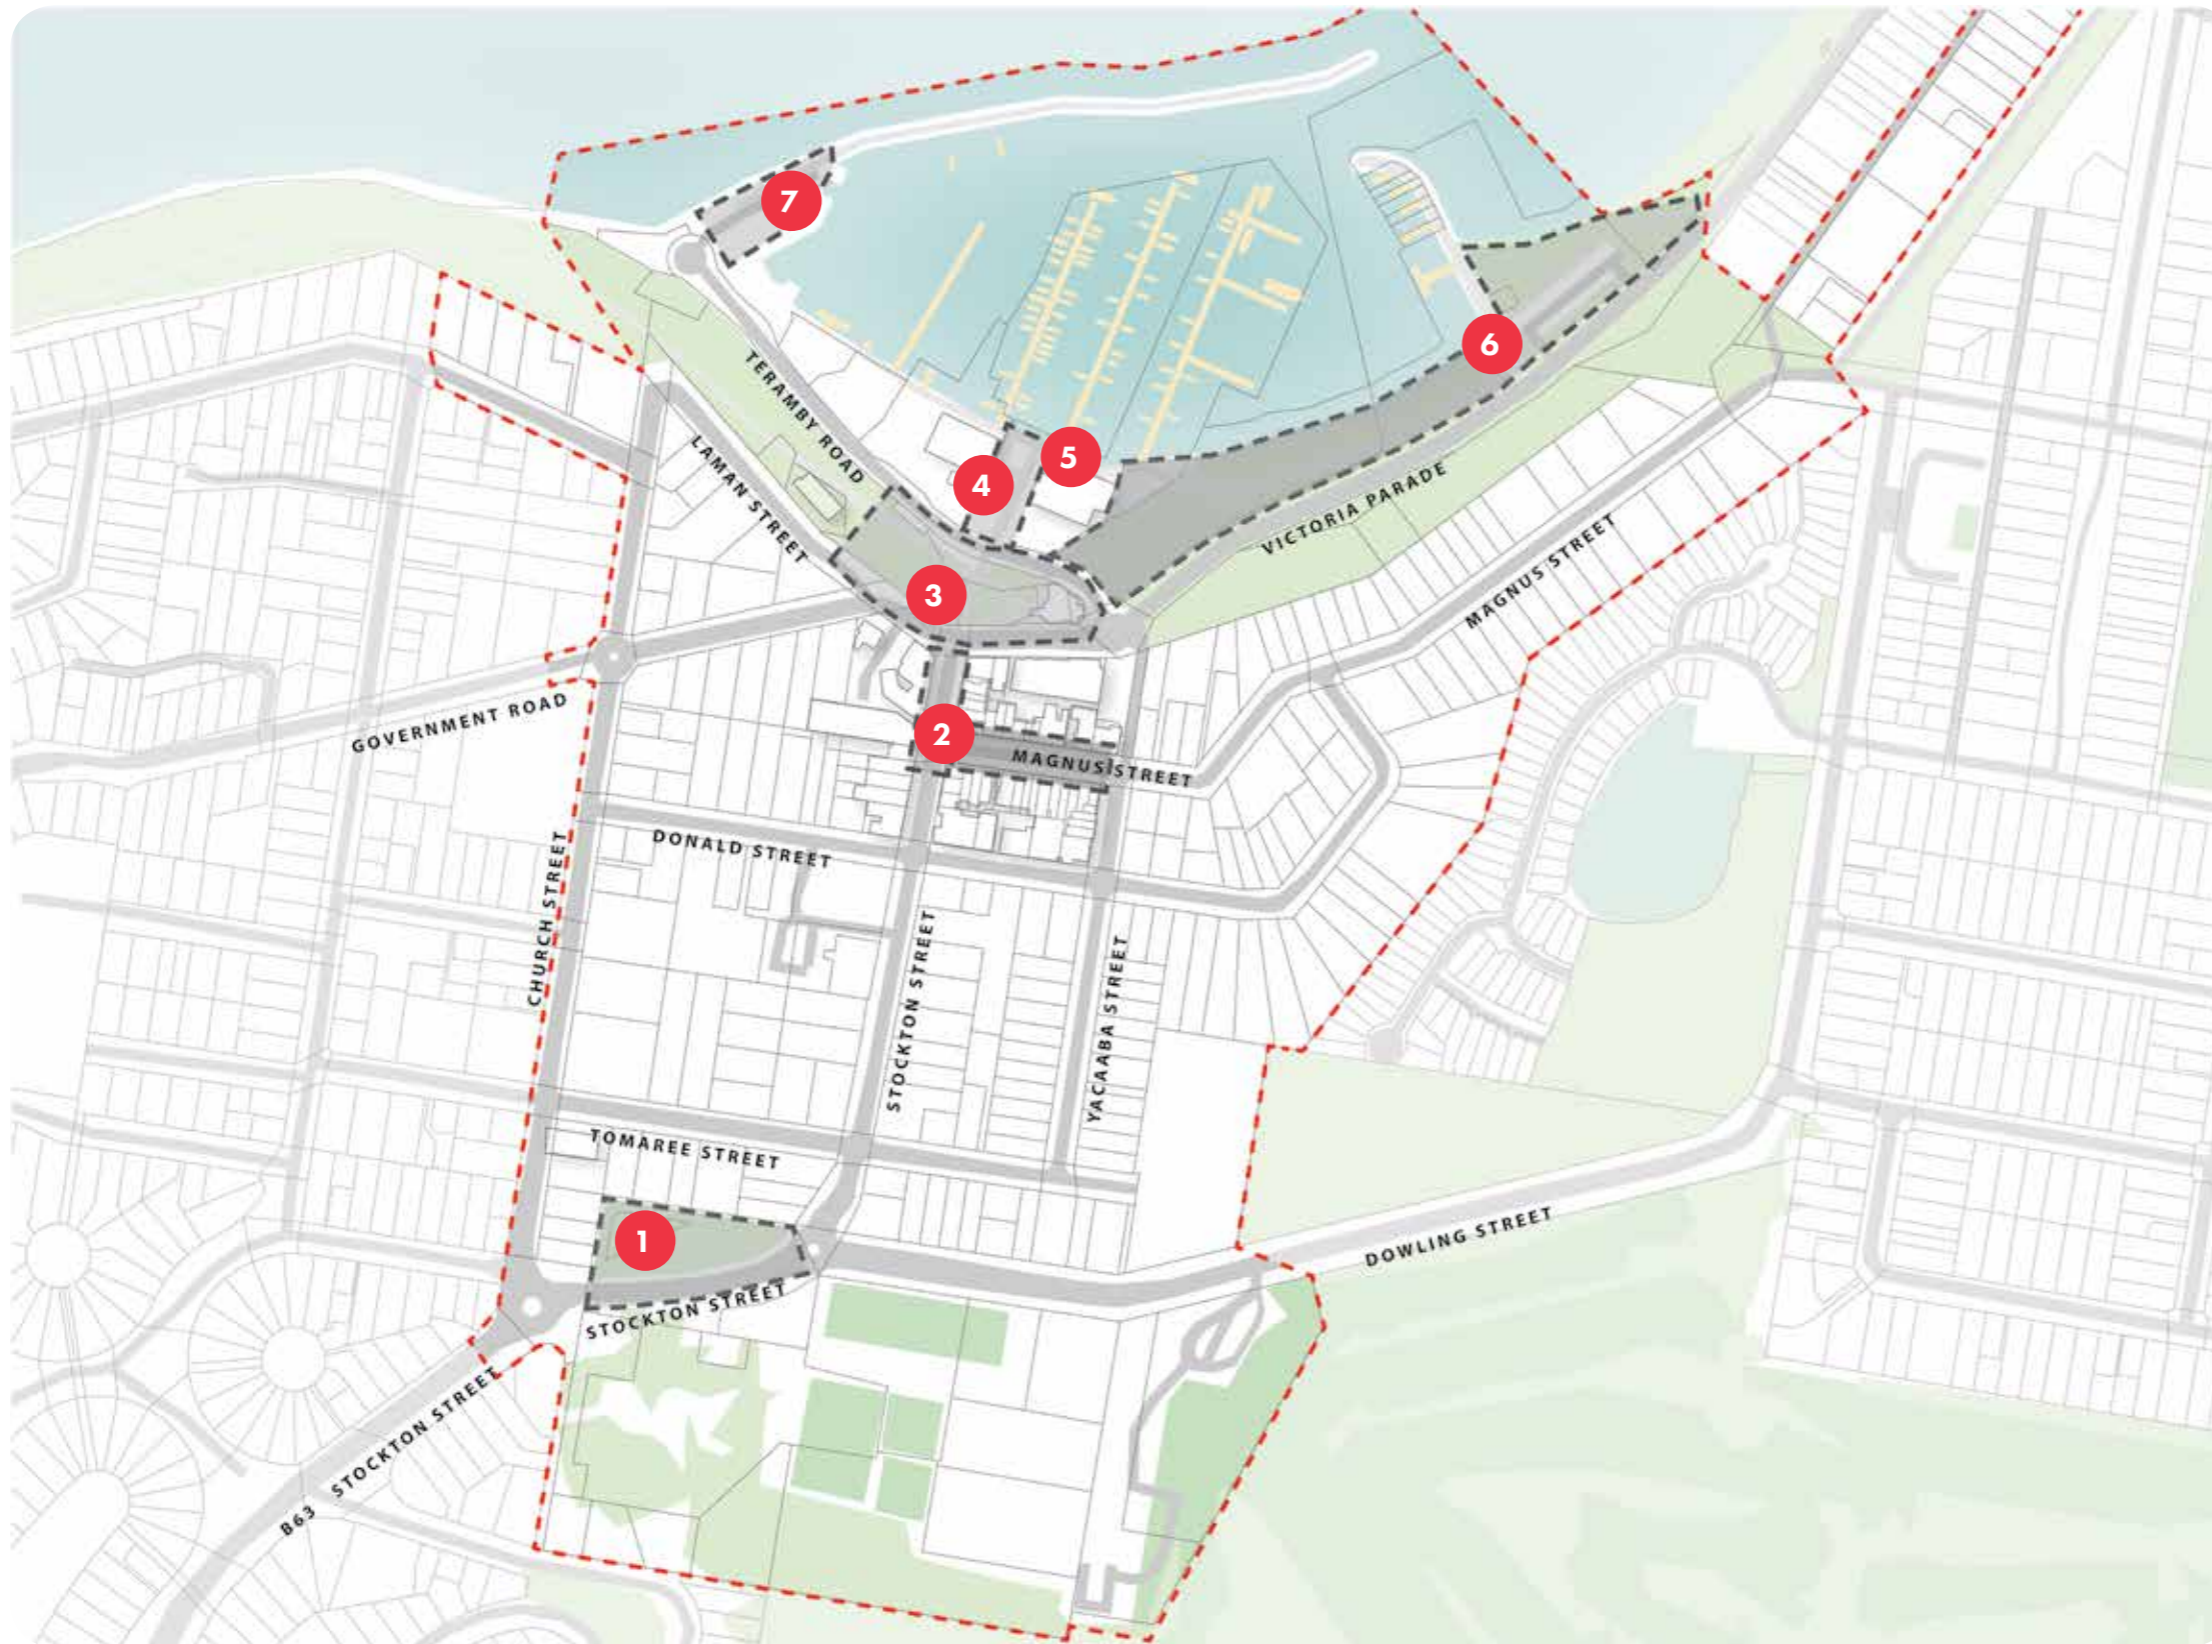 7
6
TERAMBY ROAD
LAMAN STREET
5
4
VICTORIA PARADE
MAGNUS STREET
3
GOVERNMENT ROAD
2
MAGNUS STREET
DONALD STREET
CHURCH STREET
STOCKTON STREET
YACAABA STREET
TOMAREE STREET
1
DOWLING STREET
STOCKTON STREET
B63 STOCKTON STREET